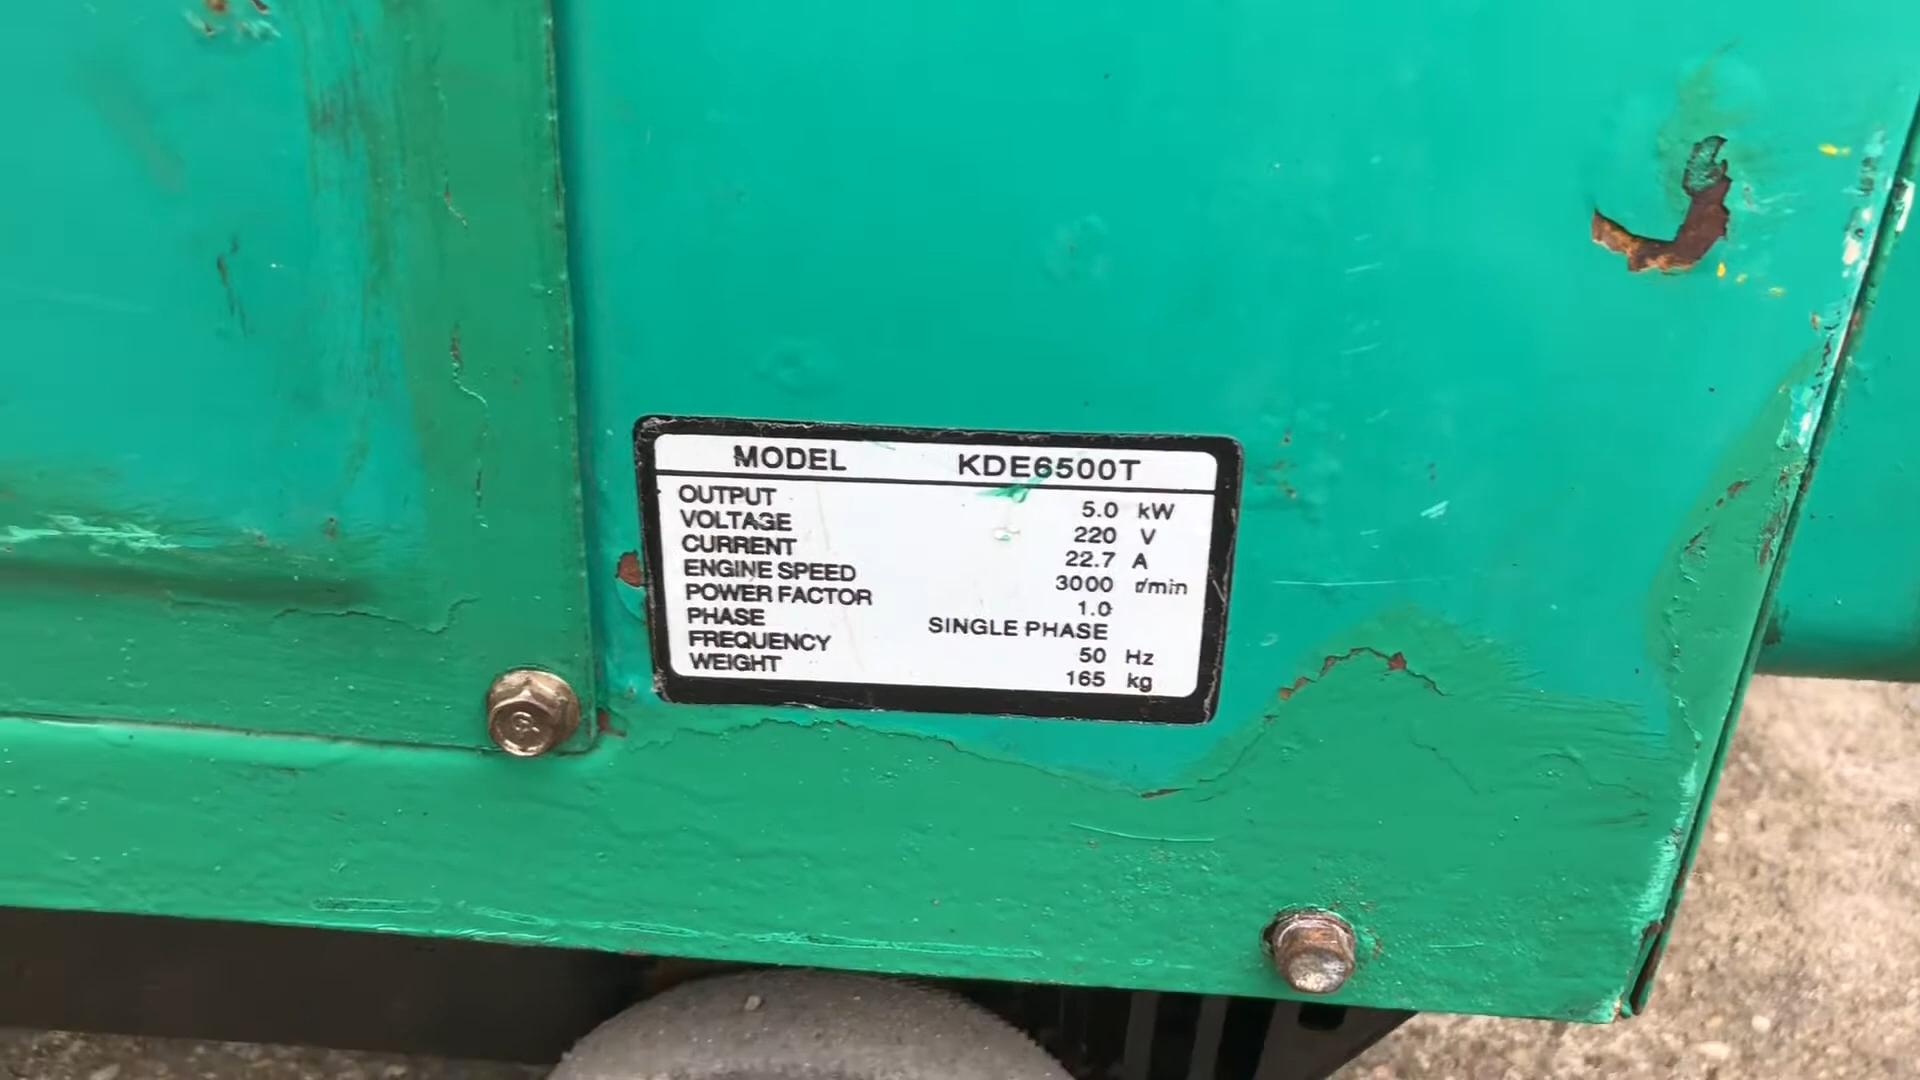 MODEL KDE6500T
OUTPUT 5.0 kW
VOLTAGE 220 V
CURRENT 22.7 A
ENGINE SPEED 3000 r/min
POWER FACTOR 1.0
PHASE SINGLE PHASE
FREQUENCY 50 Hz
WEIGHT 165 kg